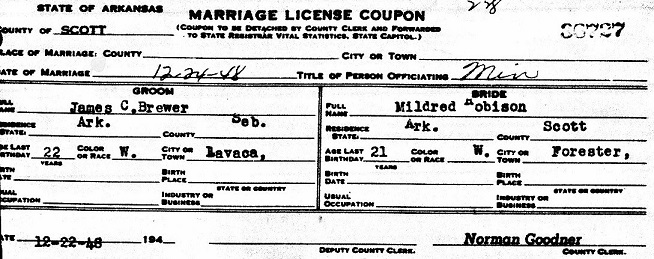 STATE OF ARKANSAS
MARRIAGE LICENSE COUPON
COUNTY OF SCOTT (COUPON TO BE DETACHED BY COUNTY CLERK AND FORWARDED TO STATE REGISTRAR VITAL STATISTICS, STATE CAPITOL.)
LACE OF MARRIAGE: COUNTY CITY OR TOWN
ATE OF MARRIAGE 12-24-48 TITLE OF PERSON OFFICIATING Min
GROOM BRIDE
FULL NAME James C. Brewer FULL NAME Mildred Robison
RESIDENCE STATE: Ark. COUNTY Seb. RESIDENCE STATE: Ark. COUNTY Scott
GE LAST BIRTHDAY 22 YEARS COLOR OR RACE W. CITY OR TOWN Lavaca, AGE LAST BIRTHDAY 21 YEARS COLOR OR RACE W. CITY OR TOWN Forester,
BIRTH DATE BIRTH PLACE STATE OR COUNTRY BIRTH DATE BIRTH PLACE STATE OR COUNTRY
USUAL OCCUPATION INDUSTRY OR BUSINESS USUAL OCCUPATION INDUSTRY OR BUSINESS
ATE 12-22-48 194 Norman Goodner
DEPUTY COUNTY CLERK. COUNTY CLERK.